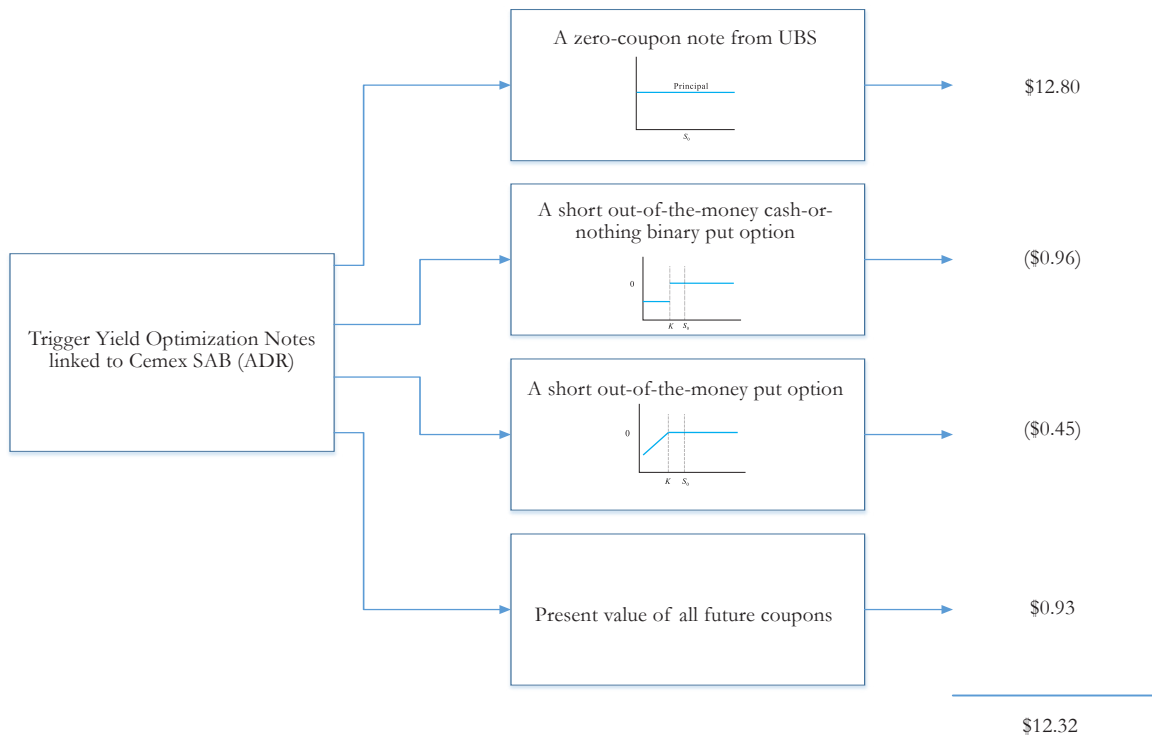 A zero-coupon note from UBS
Principal
S0
$12.80
A short out-of-the-money cash-or-
nothing binary put option
0
K S0
($0.96)
Trigger Yield Optimization Notes
linked to Cemex SAB (ADR)
A short out-of-the-money put option
0
K S0
($0.45)
Present value of all future coupons
$0.93
$12.32